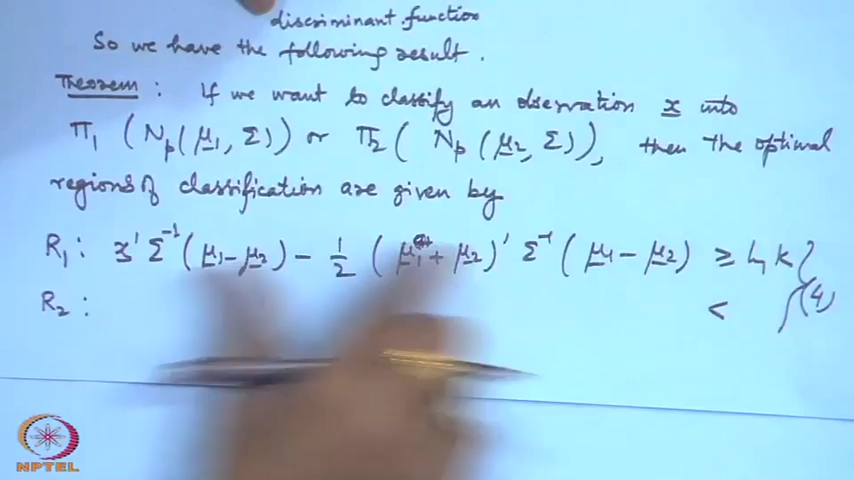 discriminant function
So we have the following result.
Theorem : If we want to classify an observation x into
Π₁ (N_p(μ₁, Σ)) or Π₂ (N_p(μ₂, Σ)), then the optimal
regions of classification are given by
R₁: x' Σ⁻¹(μ₁-μ₂) - 1/2 (μ₁+μ₂)' Σ⁻¹(μ₁-μ₂) ≥ ln k
R₂: < (4)
NPTEL